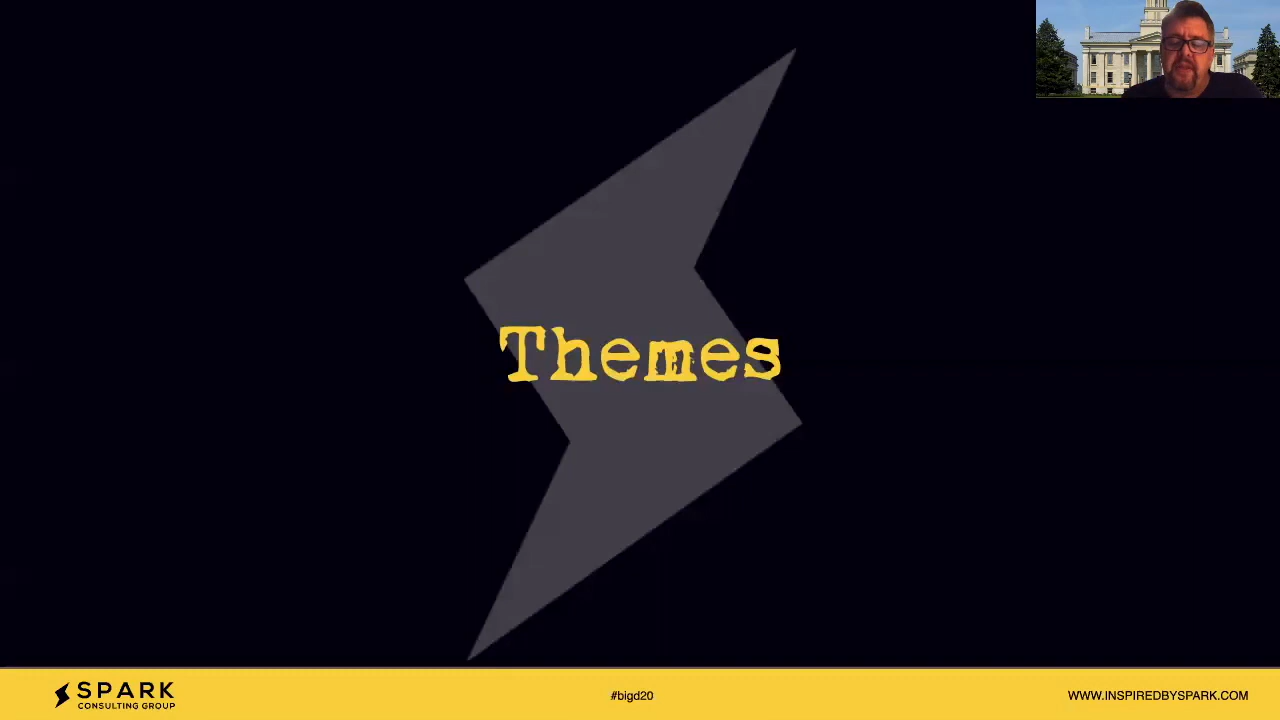 Themes
SPARK
CONSULTING GROUP
#bigd20
WWW.INSPIREDBYSPARK.COM